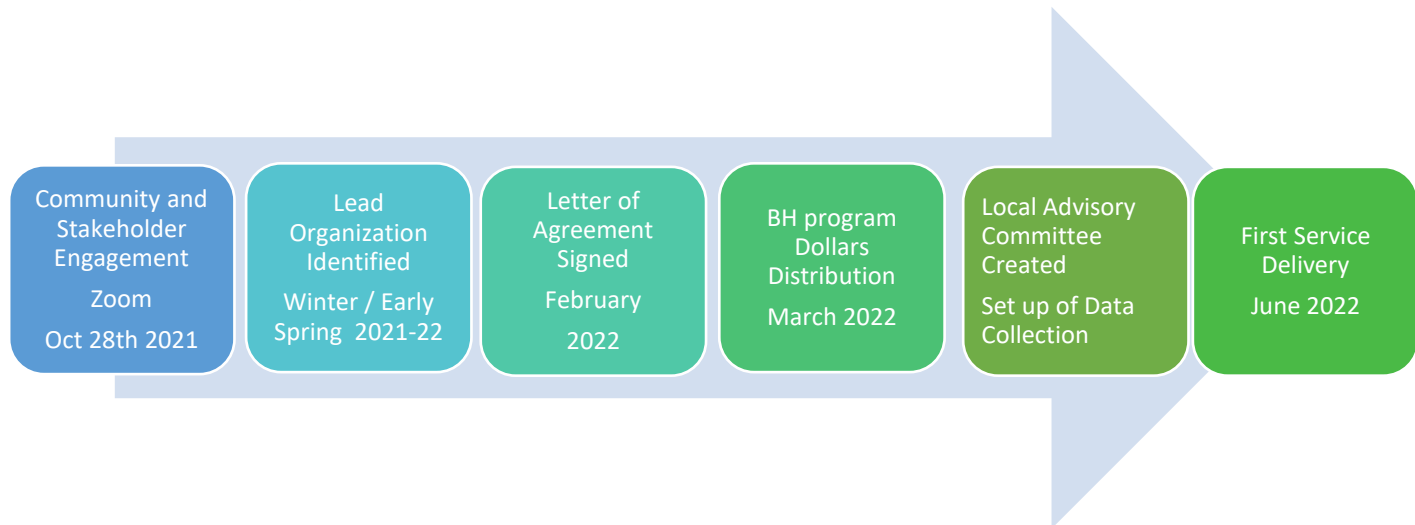 Community and
Stakeholder
Engagement
Zoom
Oct 28th 2021
Lead
Organization
Identified
Winter / Early
Spring 2021-22
Letter of
Agreement
Signed
February
2022
BH program
Dollars
Distribution
March 2022
Local Advisory
Committee
Created
Set up of Data
Collection
First Service
Delivery
June 2022